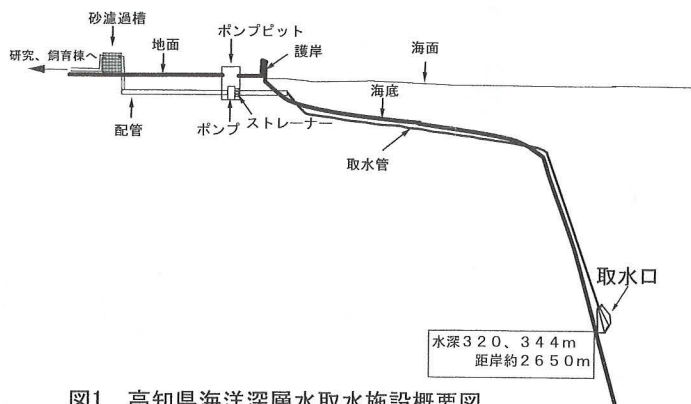 砂濾過槽
ポンプピット
地面
護岸
海面
研究、飼育棟へ
海底
配管
ポンプ
ストレーナー
取水管
取水口
水深320、344m
距岸約2650m
図1 高知県海洋深層水取水施設概要図